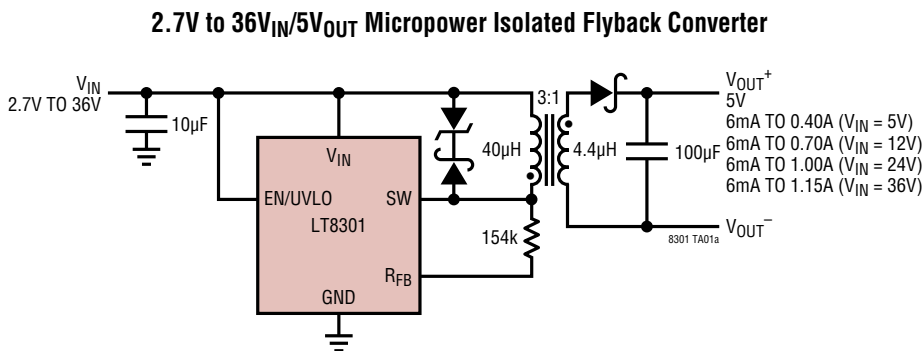 2.7V to 36VIN/5VOUT Micropower Isolated Flyback Converter
VIN
2.7V TO 36V
10µF
VIN
EN/UVLO
SW
LT8301
RFB
GND
154k
3:1
40µH
4.4µH
100µF
VOUT+
5V
6mA TO 0.40A (VIN = 5V)
6mA TO 0.70A (VIN = 12V)
6mA TO 1.00A (VIN = 24V)
6mA TO 1.15A (VIN = 36V)
VOUT–
8301 TA01a